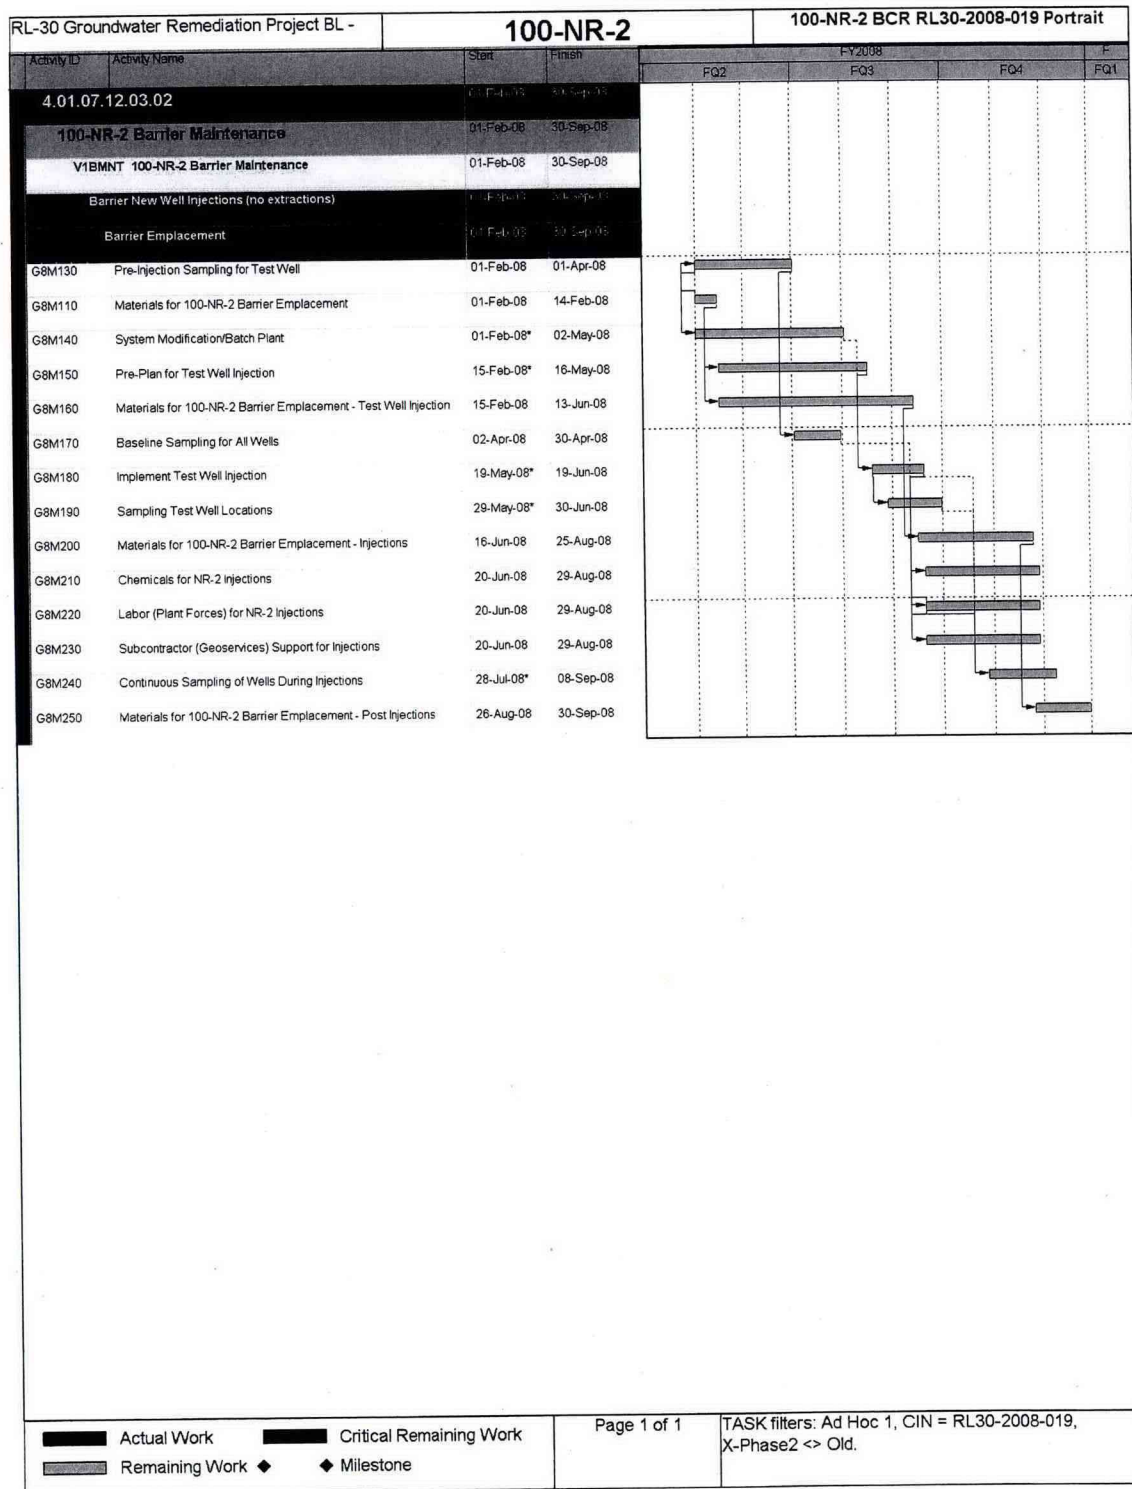 RL-30 Groundwater Remediation Project BL -
100-NR-2
100-NR-2 BCR RL30-2008-019 Portrait
Activity ID Activity Name Start Finish FY2008 F
FQ2 FQ3 FQ4 FQ1
4.01.07.12.03.02
100-NR-2 Barrier Maintenance 01-Feb-08 30-Sep-08
V1BMNT 100-NR-2 Barrier Maintenance 01-Feb-08 30-Sep-08
Barrier New Well Injections (no extractions)
Barrier Emplacement
G8M130 Pre-Injection Sampling for Test Well 01-Feb-08 01-Apr-08
G8M110 Materials for 100-NR-2 Barrier Emplacement 01-Feb-08 14-Feb-08
G8M140 System Modification/Batch Plant 01-Feb-08* 02-May-08
G8M150 Pre-Plan for Test Well Injection 15-Feb-08* 16-May-08
G8M160 Materials for 100-NR-2 Barrier Emplacement - Test Well Injection 15-Feb-08 13-Jun-08
G8M170 Baseline Sampling for All Wells 02-Apr-08 30-Apr-08
G8M180 Implement Test Well Injection 19-May-08* 19-Jun-08
G8M190 Sampling Test Well Locations 29-May-08* 30-Jun-08
G8M200 Materials for 100-NR-2 Barrier Emplacement - Injections 16-Jun-08 25-Aug-08
G8M210 Chemicals for NR-2 Injections 20-Jun-08 29-Aug-08
G8M220 Labor (Plant Forces) for NR-2 Injections 20-Jun-08 29-Aug-08
G8M230 Subcontractor (Geoservices) Support for Injections 20-Jun-08 29-Aug-08
G8M240 Continuous Sampling of Wells During Injections 28-Jul-08* 08-Sep-08
G8M250 Materials for 100-NR-2 Barrier Emplacement - Post Injections 26-Aug-08 30-Sep-08
Actual Work Critical Remaining Work
Remaining Work Milestone
Page 1 of 1
TASK filters: Ad Hoc 1, CIN = RL30-2008-019,
X-Phase2 <> Old.